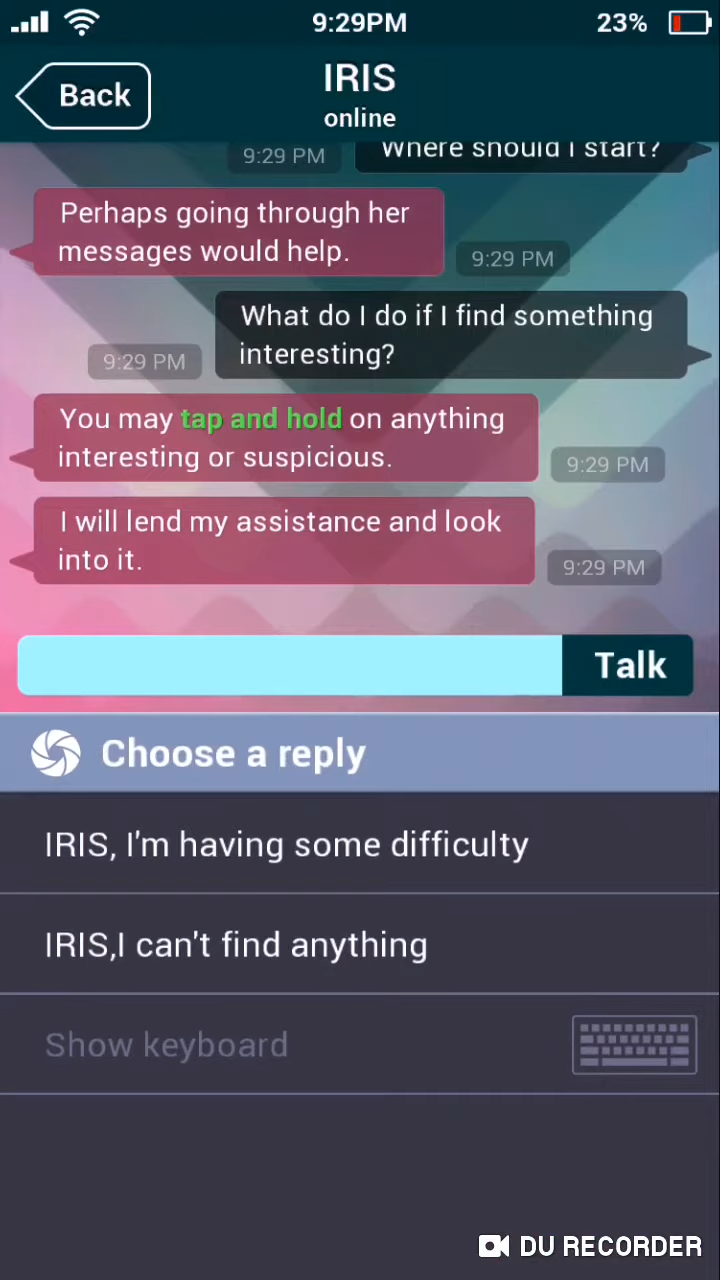 9:29PM
23%
Back
IRIS
online
Where should I start?
9:29 PM
Perhaps going through her
messages would help.
9:29 PM
What do I do if I find something
interesting?
9:29 PM
You may tap and hold on anything
interesting or suspicious.
9:29 PM
I will lend my assistance and look
into it.
9:29 PM
Talk
Choose a reply
IRIS, I'm having some difficulty
IRIS,I can't find anything
Show keyboard
DU RECORDER